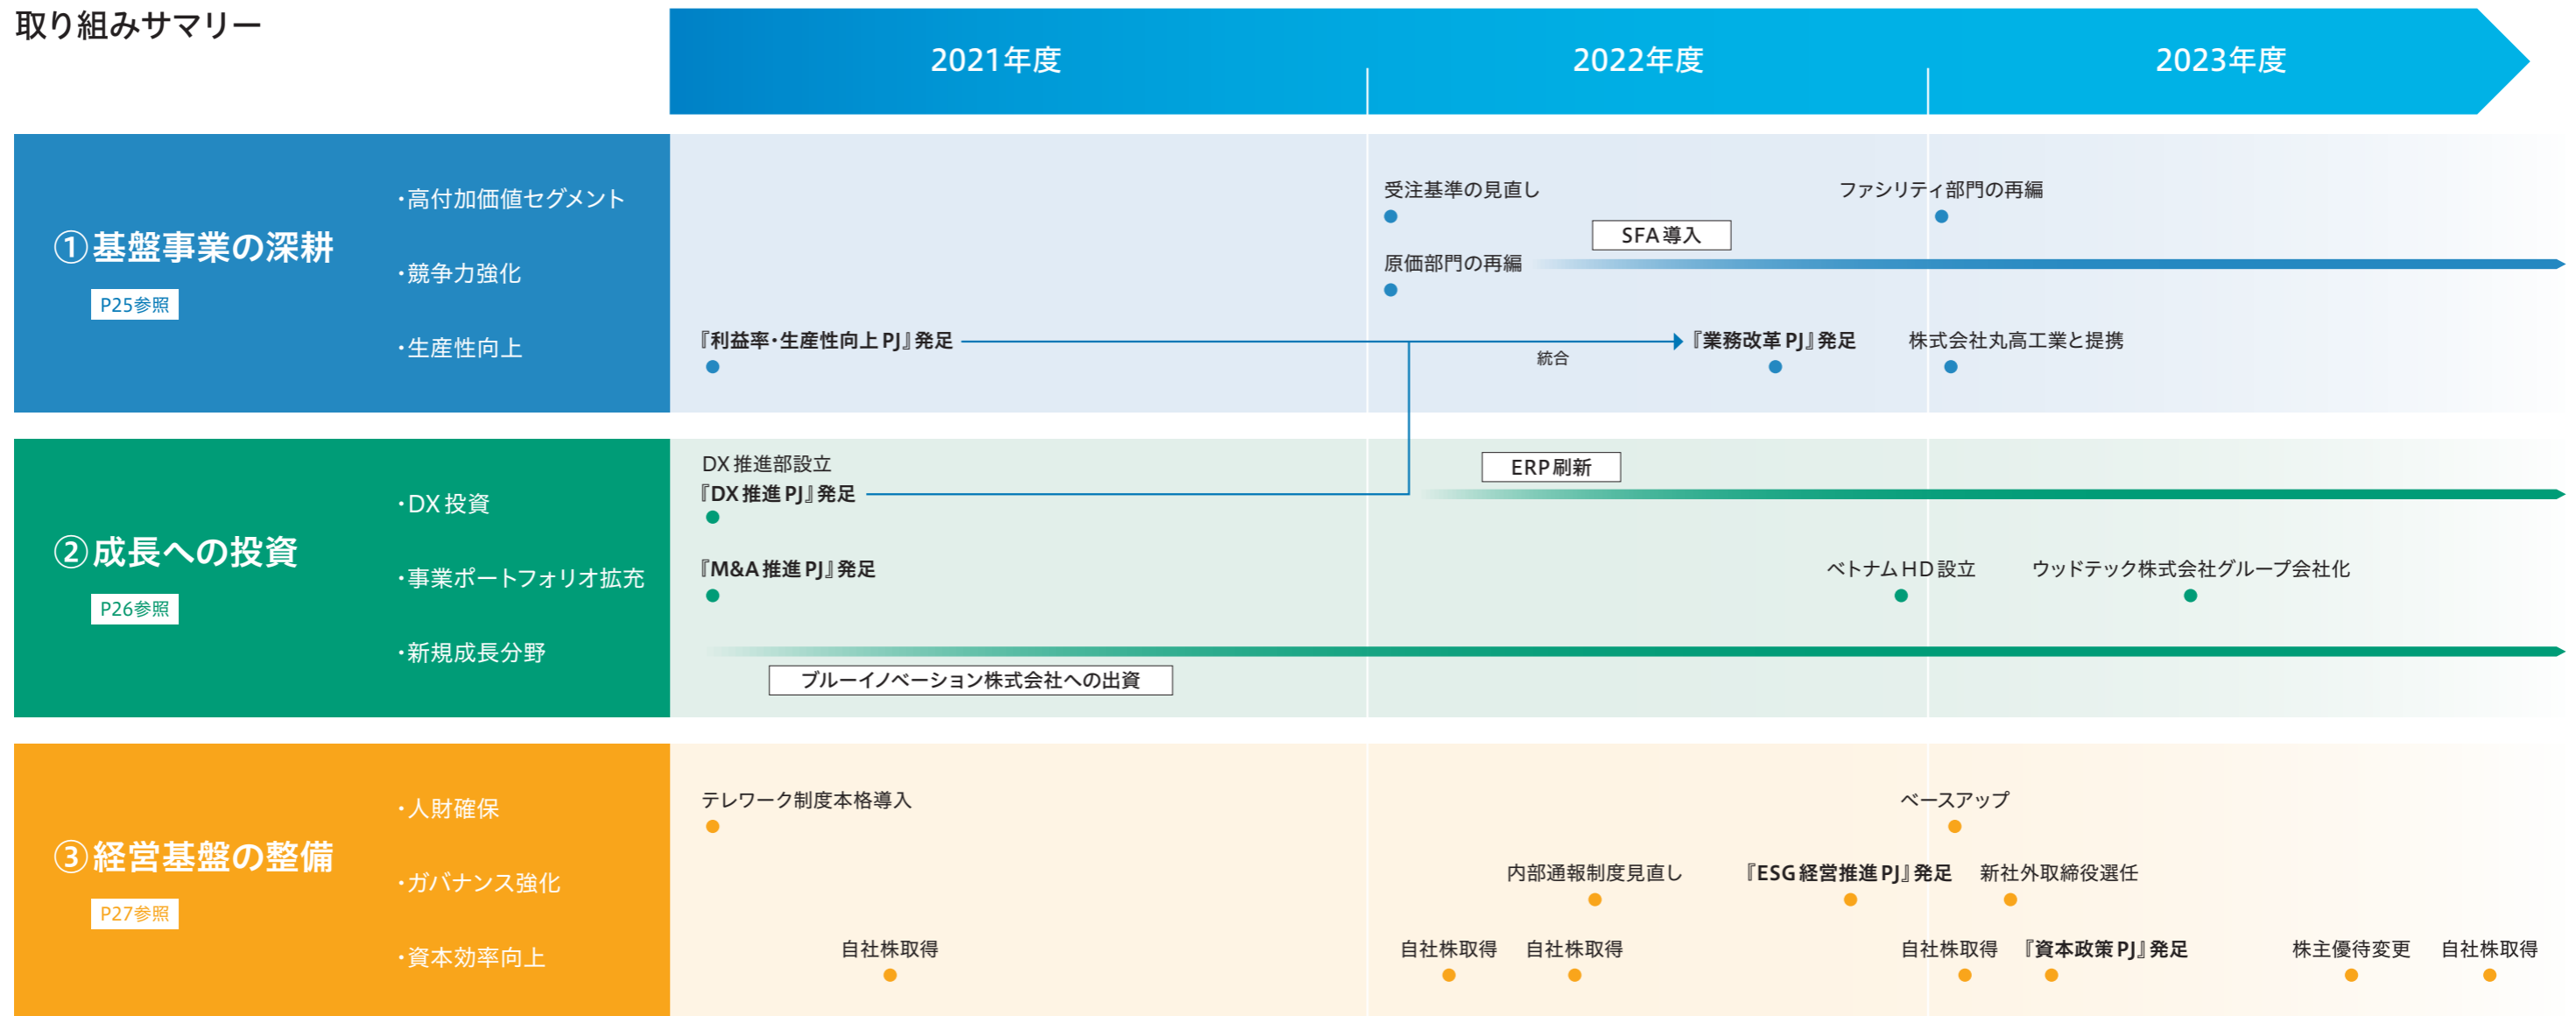 取り組みサマリー
2021年度
2022年度
2023年度
①基盤事業の深耕
P25参照
・高付加価値セグメント
・競争力強化
・生産性向上
受注基準の見直し
ファシリティ部門の再編
SFA導入
原価部門の再編
『利益率・生産性向上PJ』発足
統合
『業務改革PJ』発足
株式会社丸高工業と提携
②成長への投資
P26参照
・DX投資
・事業ポートフォリオ拡充
・新規成長分野
DX推進部設立
『DX推進PJ』発足
ERP刷新
『M&A推進PJ』発足
ベトナムHD設立
ウッドテック株式会社グループ会社化
ブルーイノベーション株式会社への出資
③経営基盤の整備
P27参照
・人財確保
・ガバナンス強化
・資本効率向上
テレワーク制度本格導入
ベースアップ
内部通報制度見直し
『ESG経営推進PJ』発足
新社外取締役選任
自社株取得
自社株取得
自社株取得
自社株取得
『資本政策PJ』発足
株主優待変更
自社株取得